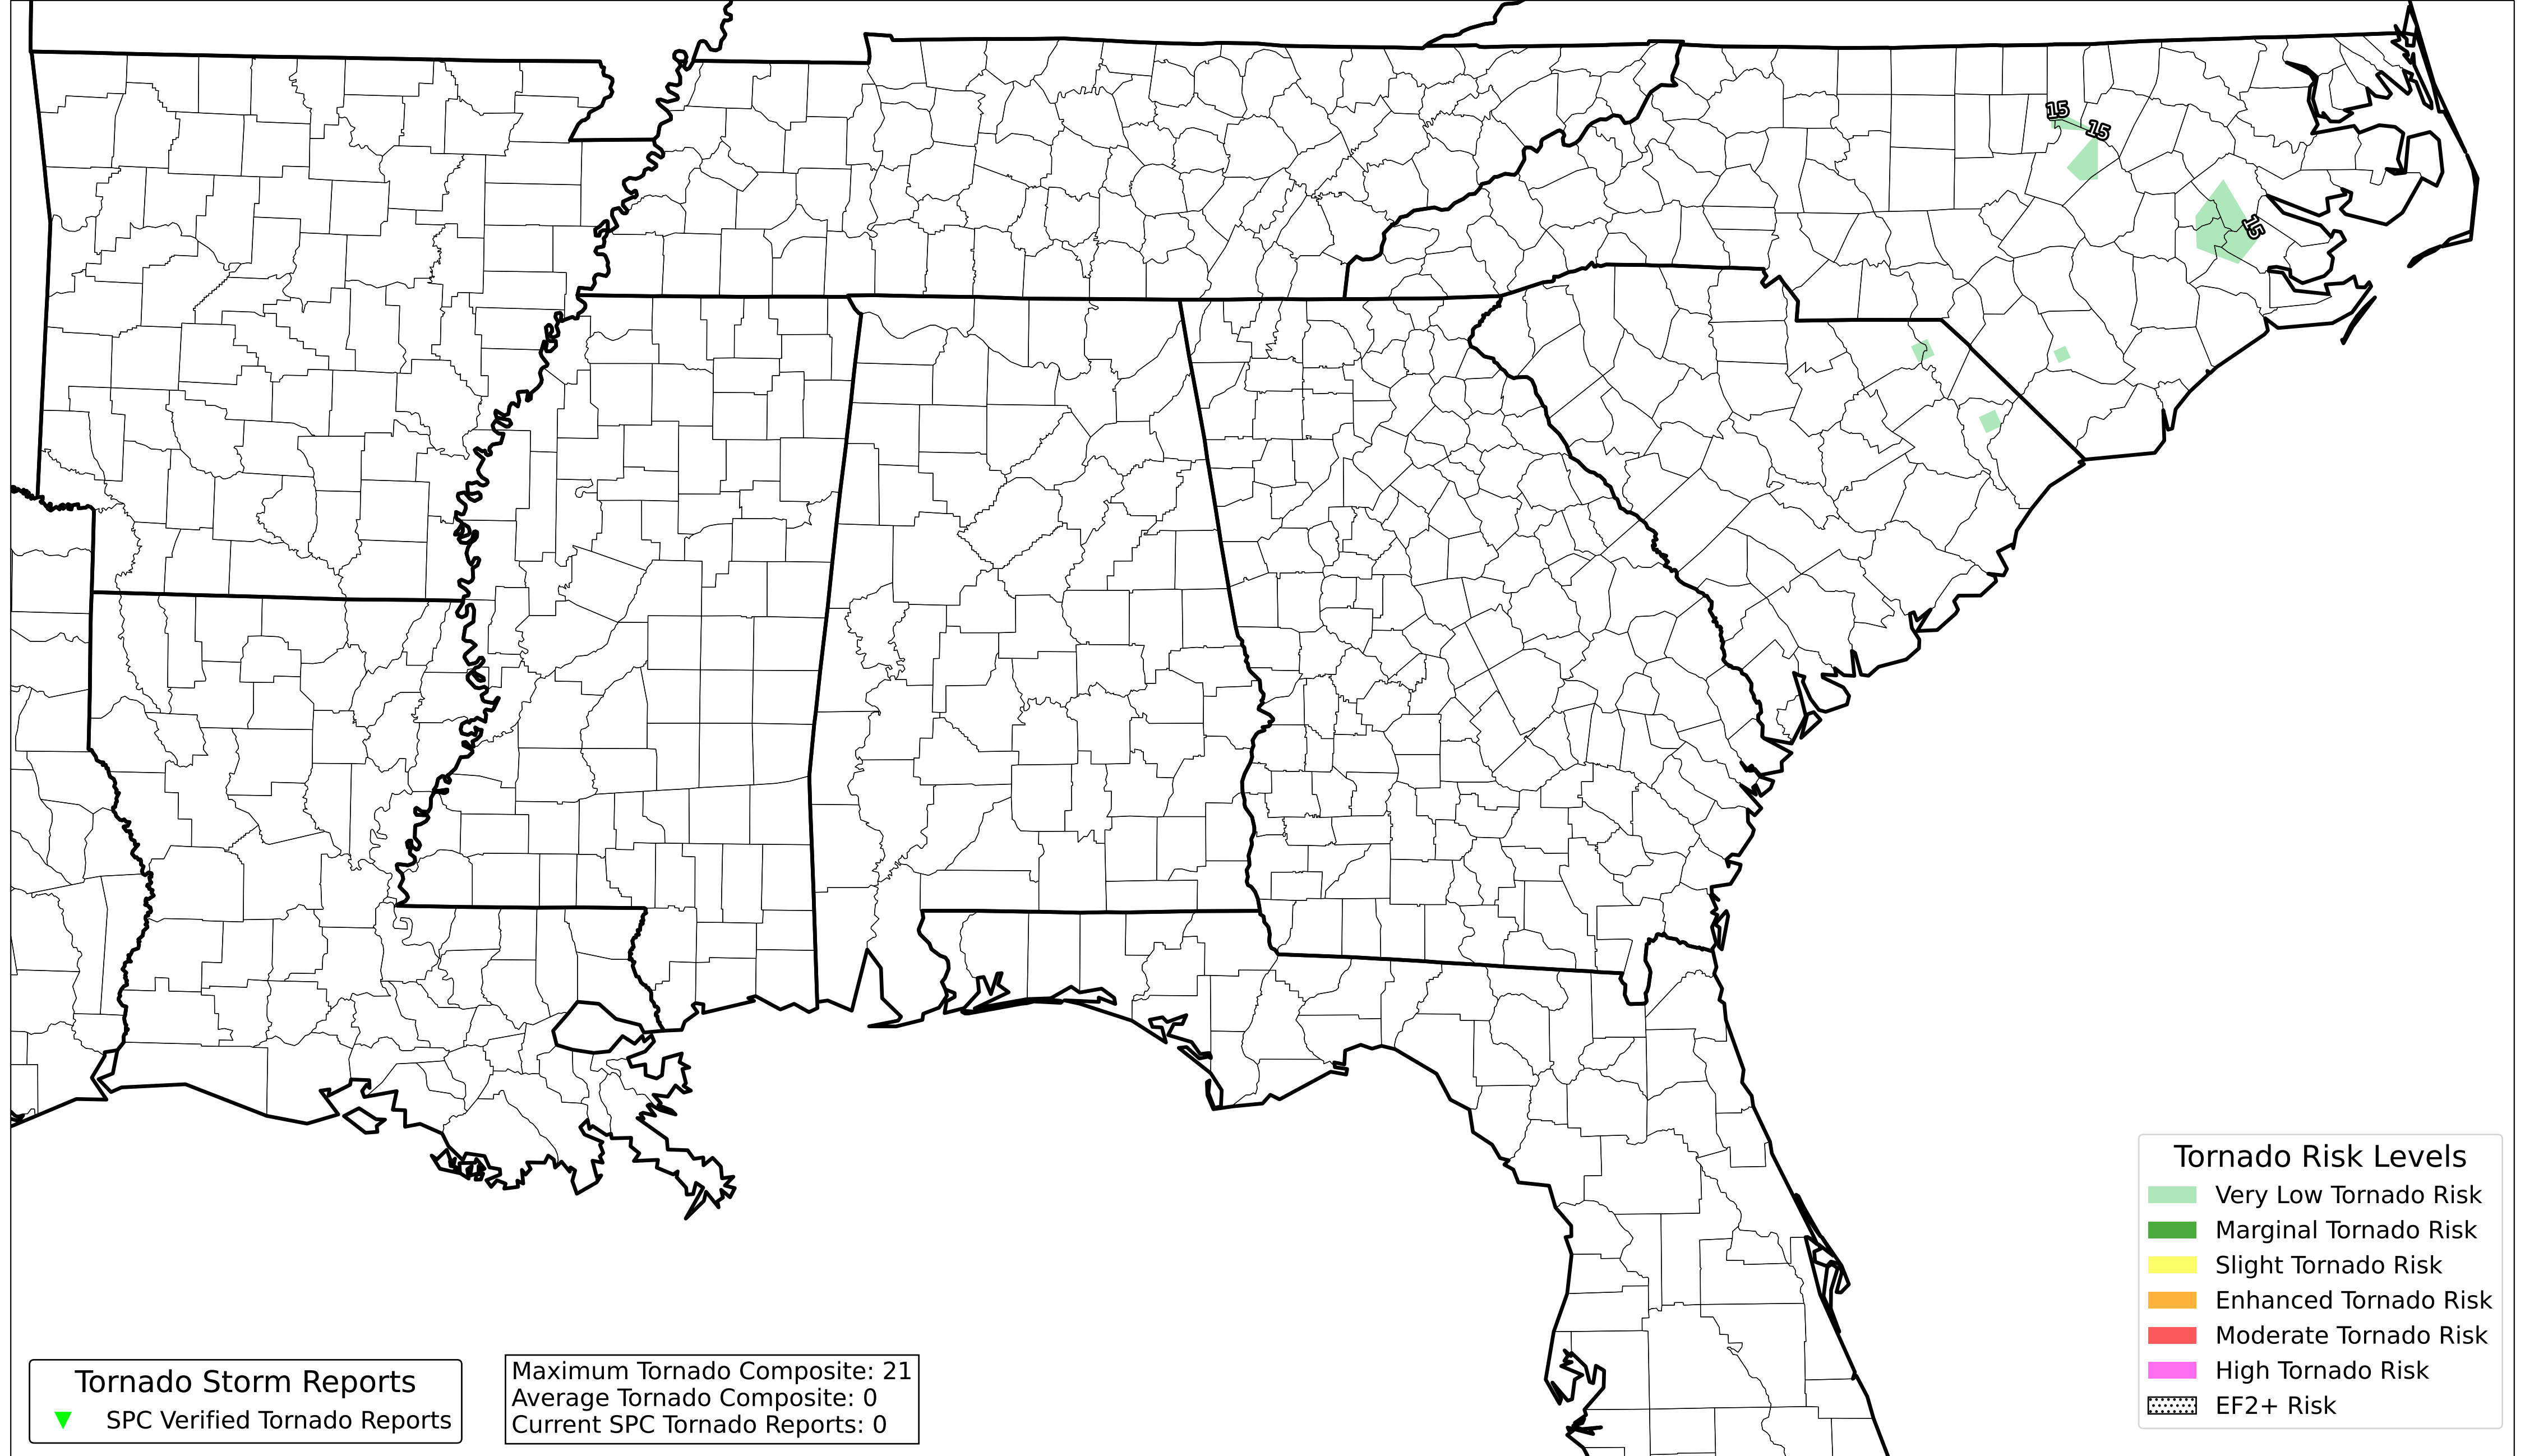 15
15
15
Tornado Risk Levels
Very Low Tornado Risk
Marginal Tornado Risk
Slight Tornado Risk
Enhanced Tornado Risk
Moderate Tornado Risk
High Tornado Risk
EF2+ Risk
Tornado Storm Reports
SPC Verified Tornado Reports
Maximum Tornado Composite: 21
Average Tornado Composite: 0
Current SPC Tornado Reports: 0